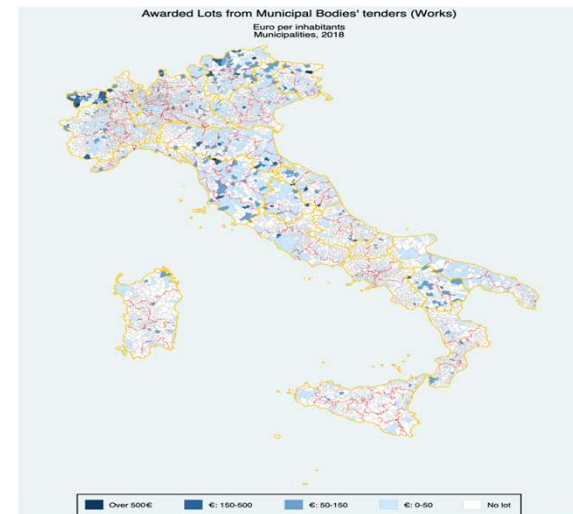 Awarded Lots from Municipal Bodies' tenders (Works)
Euro per inhabitants
Municipalities, 2018
Over 500€ €: 150-500 €: 50-150 €: 0-50 No lot